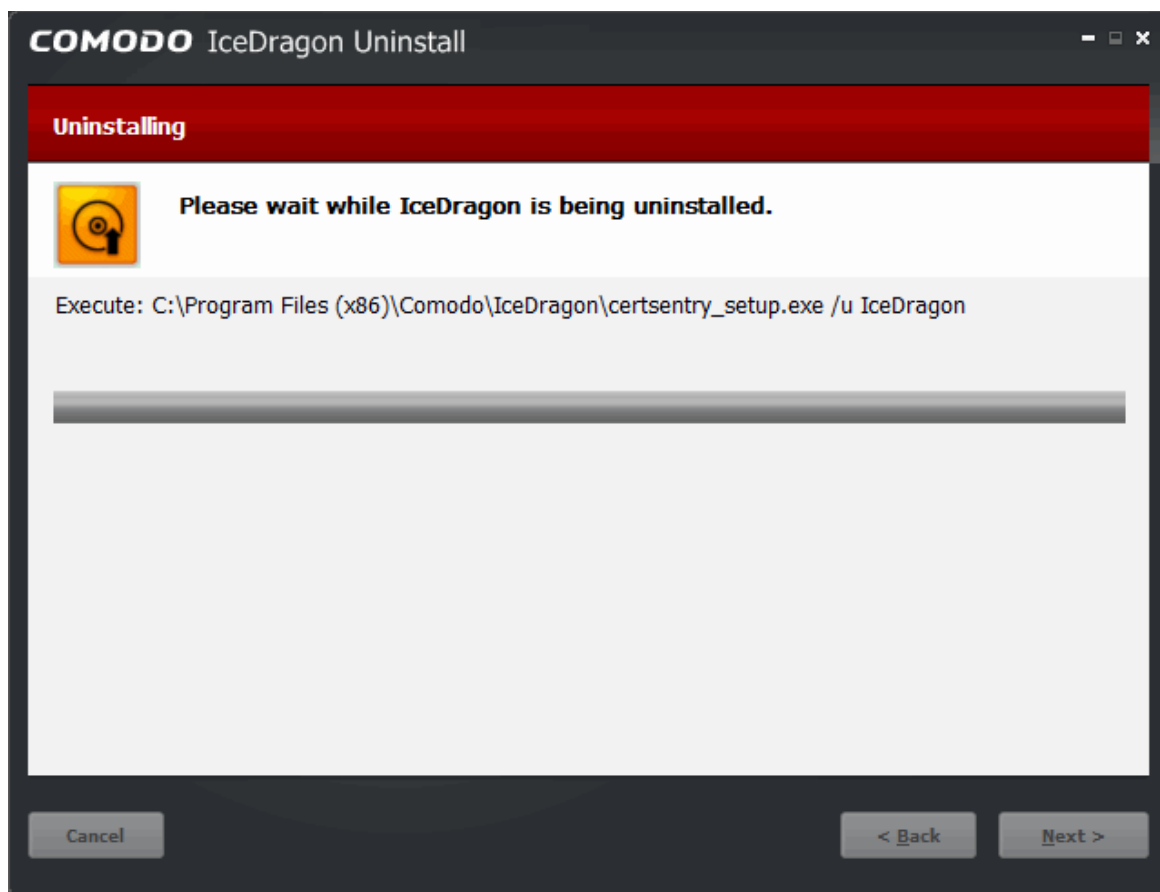 COMODO IceDragon Uninstall
Uninstalling
Please wait while IceDragon is being uninstalled.
Execute: C:\Program Files (x86)\Comodo\IceDragon\certsentry_setup.exe /u IceDragon
Cancel
< Back
Next >